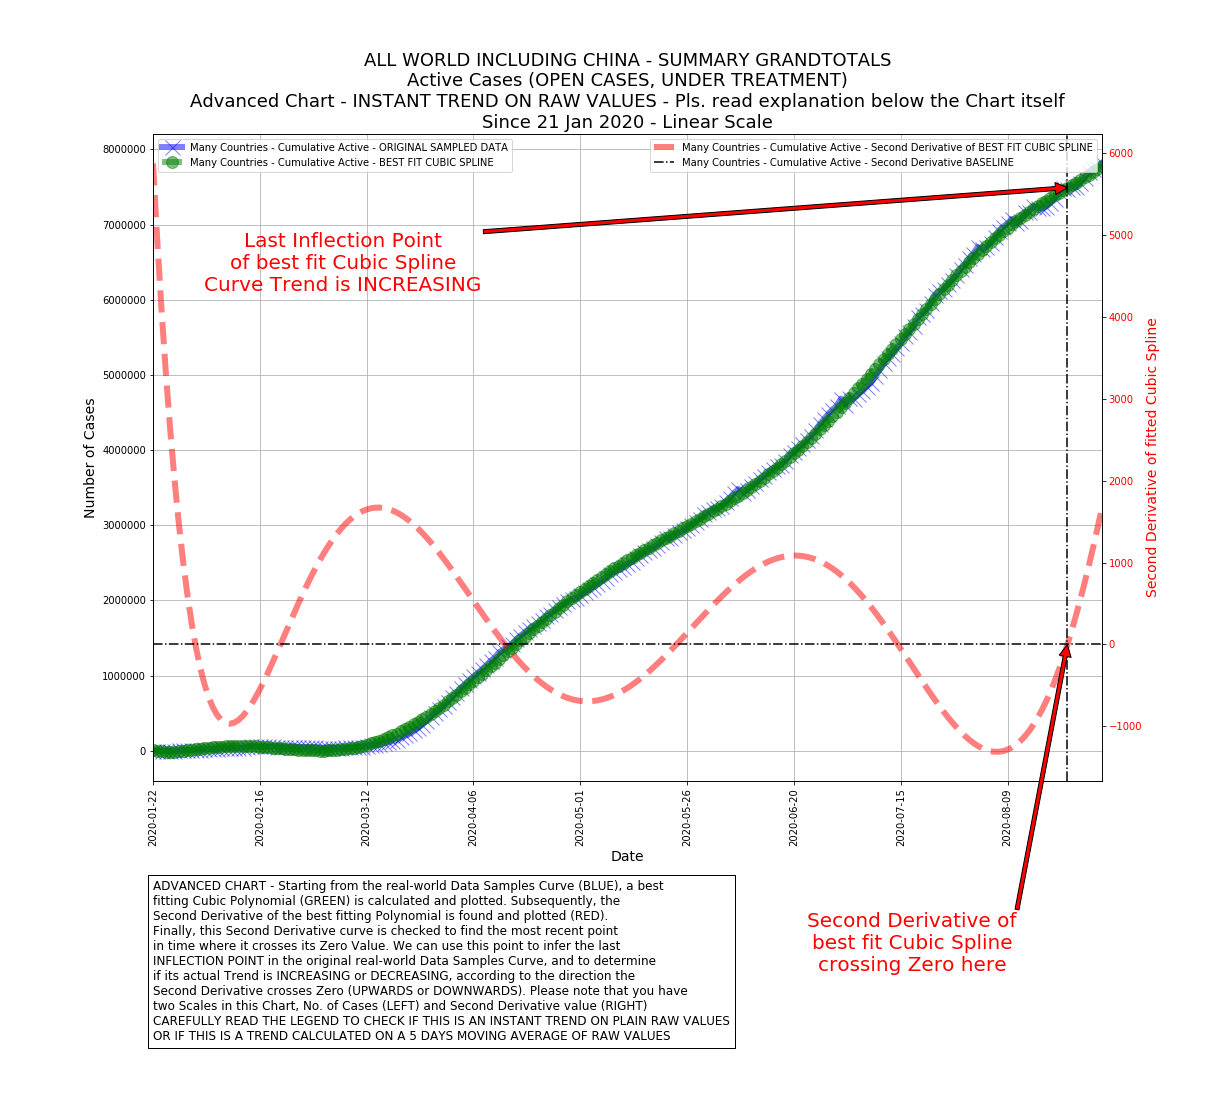 ALL WORLD INCLUDING CHINA - SUMMARY GRANDTOTALS
Active Cases (OPEN CASES, UNDER TREATMENT)
Advanced Chart - INSTANT TREND ON RAW VALUES - Pls. read explanation below the Chart itself
Since 21 Jan 2020 - Linear Scale
Many Countries - Cumulative Active - ORIGINAL SAMPLED DATA
Many Countries - Cumulative Active - BEST FIT CUBIC SPLINE
Many Countries - Cumulative Active - Second Derivative of BEST FIT CUBIC SPLINE
Many Countries - Cumulative Active - Second Derivative BASELINE
Last Inflection Point
of best fit Cubic Spline
Curve Trend is INCREASING
Number of Cases
8000000
7000000
6000000
5000000
4000000
3000000
2000000
1000000
0
6000
5000
4000
3000
2000
1000
0
−1000
Second Derivative of fitted Cubic Spline
2020-01-22
2020-02-16
2020-03-12
2020-04-06
2020-05-01
2020-05-26
2020-06-20
2020-07-15
2020-08-09
Date
Second Derivative of
best fit Cubic Spline
crossing Zero here
ADVANCED CHART - Starting from the real-world Data Samples Curve (BLUE), a best
fitting Cubic Polynomial (GREEN) is calculated and plotted. Subsequently, the
Second Derivative of the best fitting Polynomial is found and plotted (RED).
Finally, this Second Derivative curve is checked to find the most recent point
in time where it crosses its Zero Value. We can use this point to infer the last
INFLECTION POINT in the original real-world Data Samples Curve, and to determine
if its actual Trend is INCREASING or DECREASING, according to the direction the
Second Derivative crosses Zero (UPWARDS or DOWNWARDS). Please note that you have
two Scales in this Chart, No. of Cases (LEFT) and Second Derivative value (RIGHT)
CAREFULLY READ THE LEGEND TO CHECK IF THIS IS AN INSTANT TREND ON PLAIN RAW VALUES
OR IF THIS IS A TREND CALCULATED ON A 5 DAYS MOVING AVERAGE OF RAW VALUES